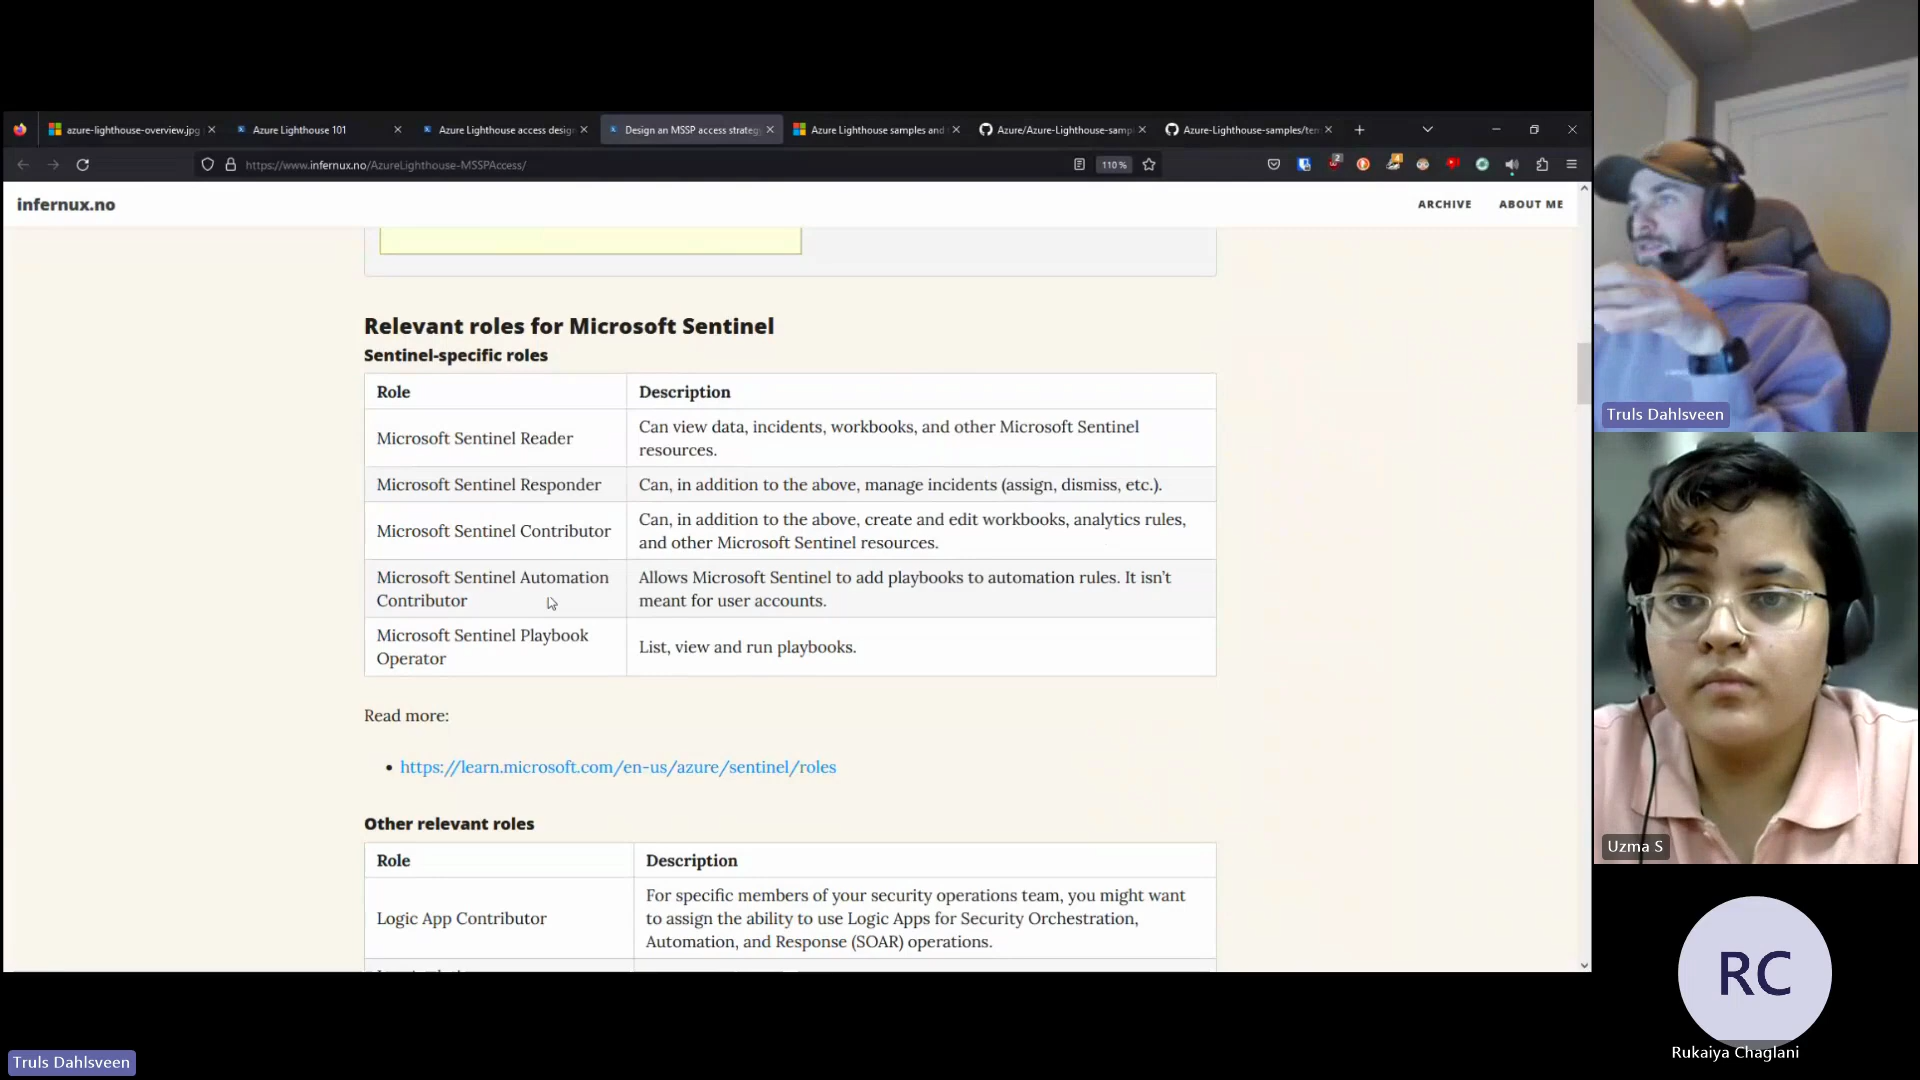 azure-lighthouse-overview.jpg
Azure Lighthouse 101
Azure Lighthouse access design
Design an MSSP access strategy
Azure Lighthouse samples and
Azure/Azure-Lighthouse-samp
Azure-Lighthouse-samples/tem
https://www.infernux.no/AzureLighthouse-MSSPAccess/
110%
2
4
infernux.no
ARCHIVE
ABOUT ME
Relevant roles for Microsoft Sentinel
Sentinel-specific roles
Role
Description
Microsoft Sentinel Reader
Can view data, incidents, workbooks, and other Microsoft Sentinel
resources.
Microsoft Sentinel Responder
Can, in addition to the above, manage incidents (assign, dismiss, etc.).
Microsoft Sentinel Contributor
Can, in addition to the above, create and edit workbooks, analytics rules,
and other Microsoft Sentinel resources.
Microsoft Sentinel Automation
Contributor
Allows Microsoft Sentinel to add playbooks to automation rules. It isn’t
meant for user accounts.
Microsoft Sentinel Playbook
Operator
List, view and run playbooks.
Read more:
https://learn.microsoft.com/en-us/azure/sentinel/roles
Other relevant roles
Role
Description
Logic App Contributor
For specific members of your security operations team, you might want
to assign the ability to use Logic Apps for Security Orchestration,
Automation, and Response (SOAR) operations.
Truls Dahlsveen
Uzma S
RC
Rukaiya Chaglani
Truls Dahlsveen